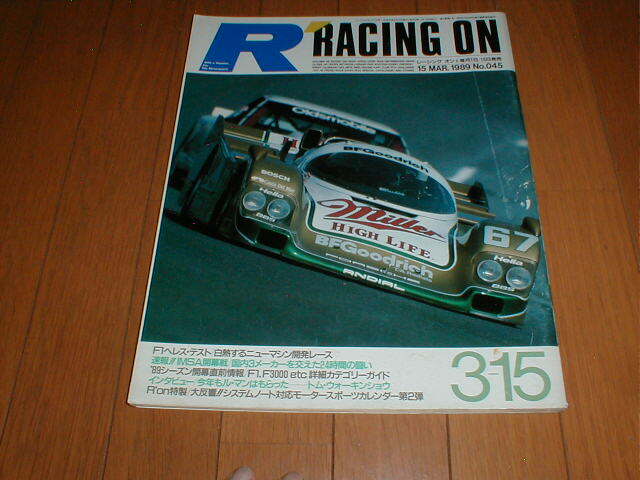 R' RACING ON
レーシング オン
15 MAR. 1989 No.045
Oldsmobile
BFGoodrich
BOSCH
Hella
BBS
Miller
HIGH LIFE
67
BFGoodrich
Hella
BBS
ANDIAL
F1ヘレス・テスト/白熱するニューマシン開発レース
速報//IMSA開幕戦/国内3メーカーを交えた24時間の闘い
'89シーズン開幕直前情報/F1、F3000 etc.詳細カテゴリーガイド
インタビュー/今年もル・マンはもらった……トム・ウォーキンショウ
R'on特製/大反響//システムノート対応モータースポーツカレンダー第2弾
3・15